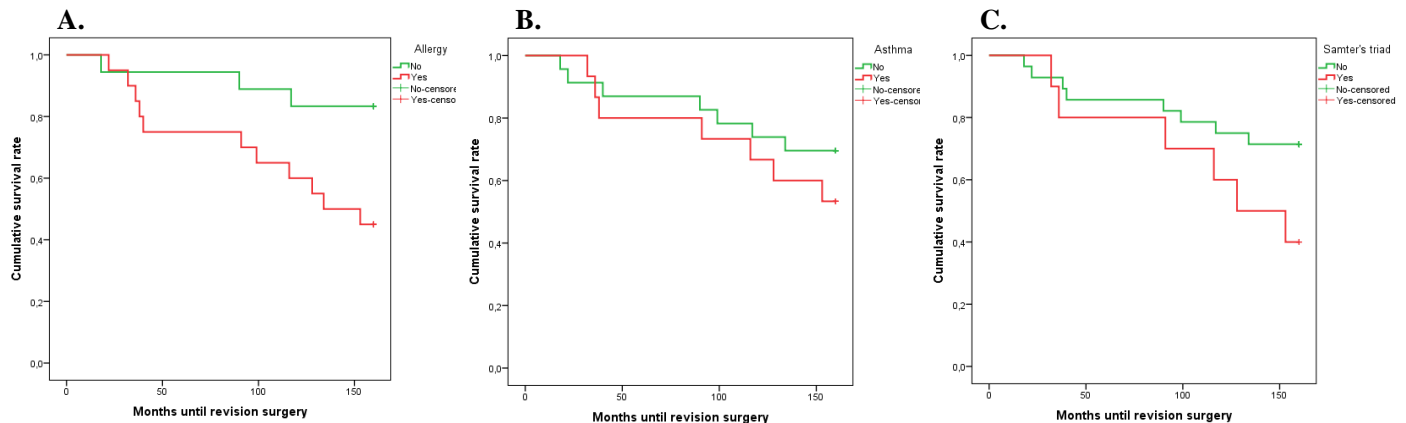 A.
Allergy
No
Yes
No-censore
Yes-censo
1,0
0,8
0,6
0,4
0,2
0,0
Cumulative survival rate
0
50
100
150
Months until revision surgery
B.
Asthma
No
Yes
No-censore
Yes-censored
1,0
0,8
0,6
0,4
0,2
0,0
Cumulative survival rate
0
50
100
150
Months until revision surgery
C.
Samter's triad
No
Yes
No-censored
Yes-censored
1,0
0,8
0,6
0,4
0,2
0,0
Cumulative survival rate
0
50
100
150
Months until revision surgery